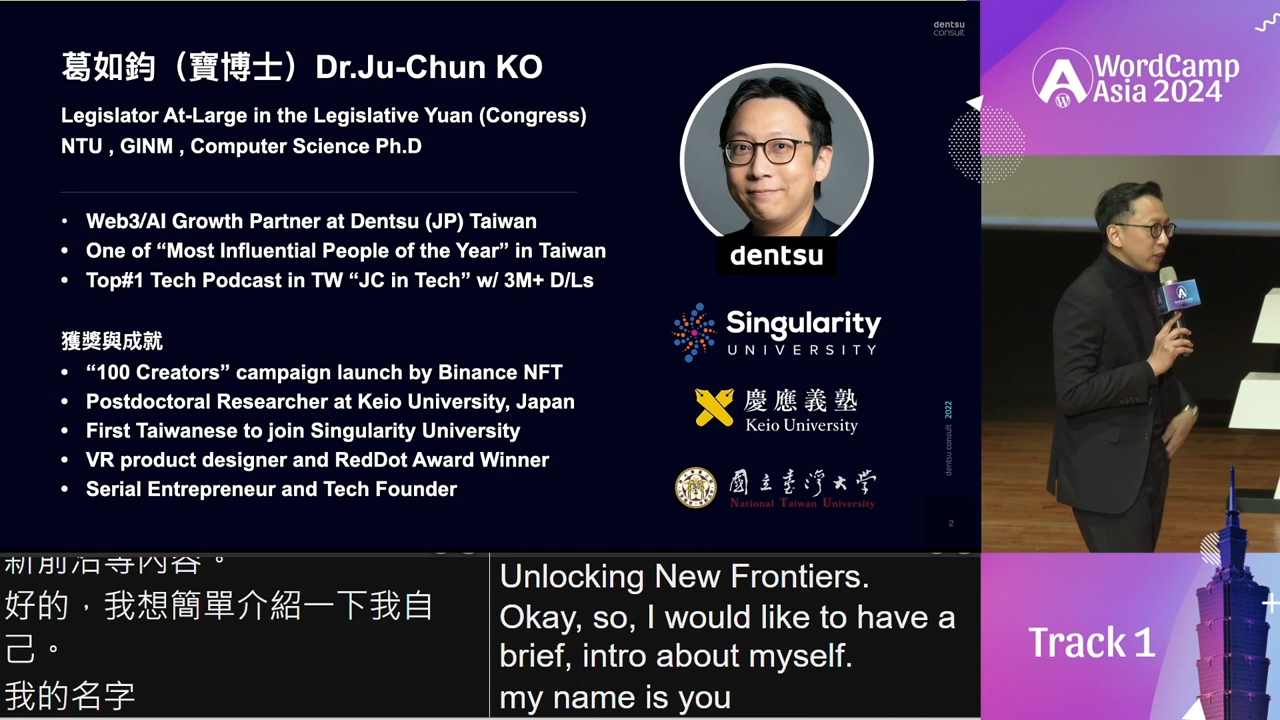 dentsu
consult
葛如鈞（寶博士）Dr.Ju-Chun KO
Legislator At-Large in the Legislative Yuan (Congress)
NTU , GINM , Computer Science Ph.D
• Web3/AI Growth Partner at Dentsu (JP) Taiwan
• One of “Most Influential People of the Year” in Taiwan
• Top#1 Tech Podcast in TW “JC in Tech” w/ 3M+ D/Ls
獲獎與成就
• “100 Creators” campaign launch by Binance NFT
• Postdoctoral Researcher at Keio University, Japan
• First Taiwanese to join Singularity University
• VR product designer and RedDot Award Winner
• Serial Entrepreneur and Tech Founder
dentsu
Singularity
UNIVERSITY
慶應義塾
Keio University
國立臺灣大學
National Taiwan University
dentsu consult 2022
2
WordCamp
Asia 2024
Track 1
新前沿等內容。
好的，我想簡單介紹一下我自
己。
我的名字
Unlocking New Frontiers.
Okay, so, I would like to have a
brief, intro about myself.
my name is you